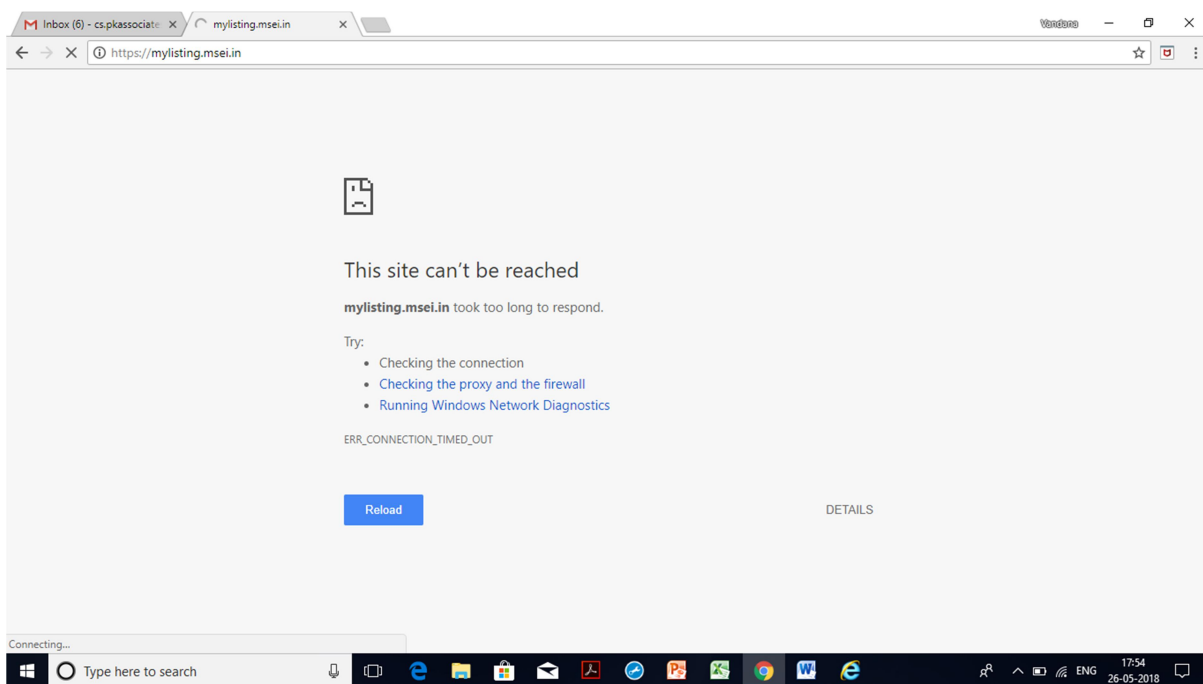 Inbox (6) - cs.pkassociate
mylisting.msei.in
Vandana
https://mylisting.msei.in
This site can't be reached
mylisting.msei.in took too long to respond.
Try:
Checking the connection
Checking the proxy and the firewall
Running Windows Network Diagnostics
ERR_CONNECTION_TIMED_OUT
Reload
DETAILS
Connecting...
Type here to search
ENG
17:54
26-05-2018